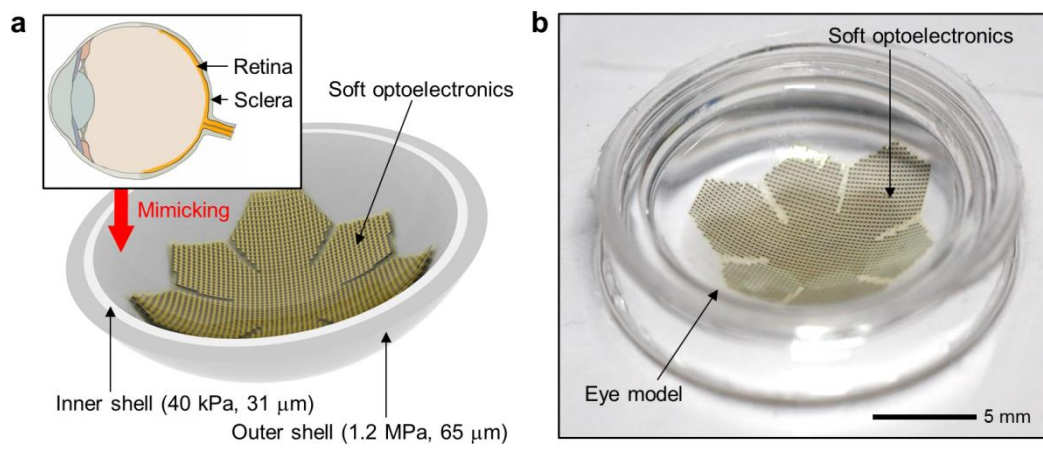 a
Retina
Sclera
Soft optoelectronics
Mimicking
Inner shell (40 kPa, 31 μm)
Outer shell (1.2 MPa, 65 μm)
b
Soft optoelectronics
Eye model
5 mm